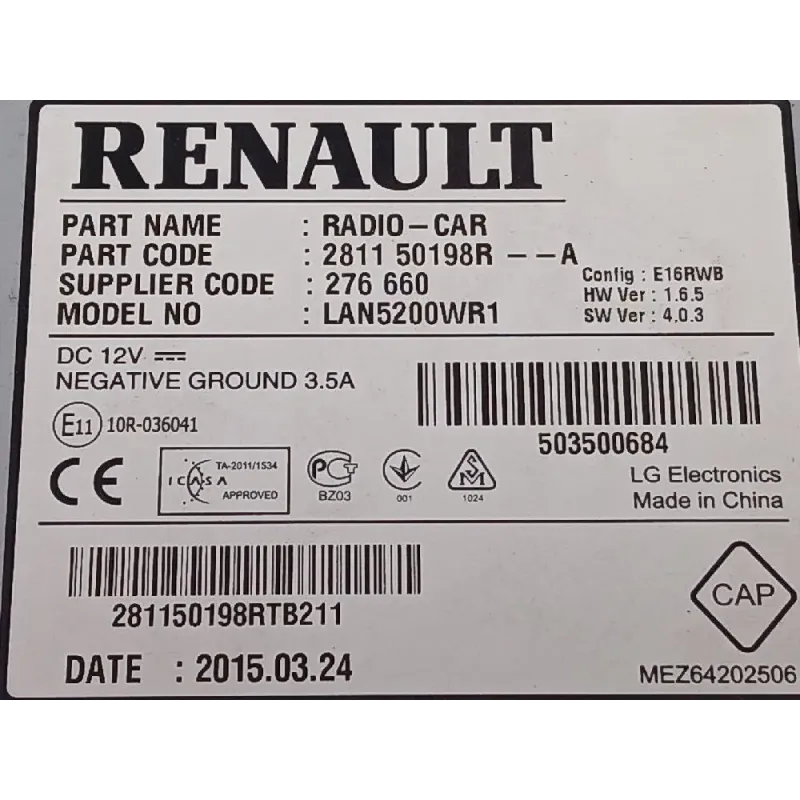 RENAULT
PART NAME : RADIO-CAR
PART CODE : 2811 50198R --A
SUPPLIER CODE : 276 660
MODEL NO : LAN5200WR1
Config : E16RWB
HW Ver : 1.6.5
SW Ver : 4.0.3
DC 12V
NEGATIVE GROUND 3.5A
E11 10R-036041
503500684
CE
TA-2011/1534
ICASA
APPROVED
PCT
BZ03
001
SM
1024
LG Electronics
Made in China
281150198RTB211
CAP
DATE : 2015.03.24
MEZ64202506